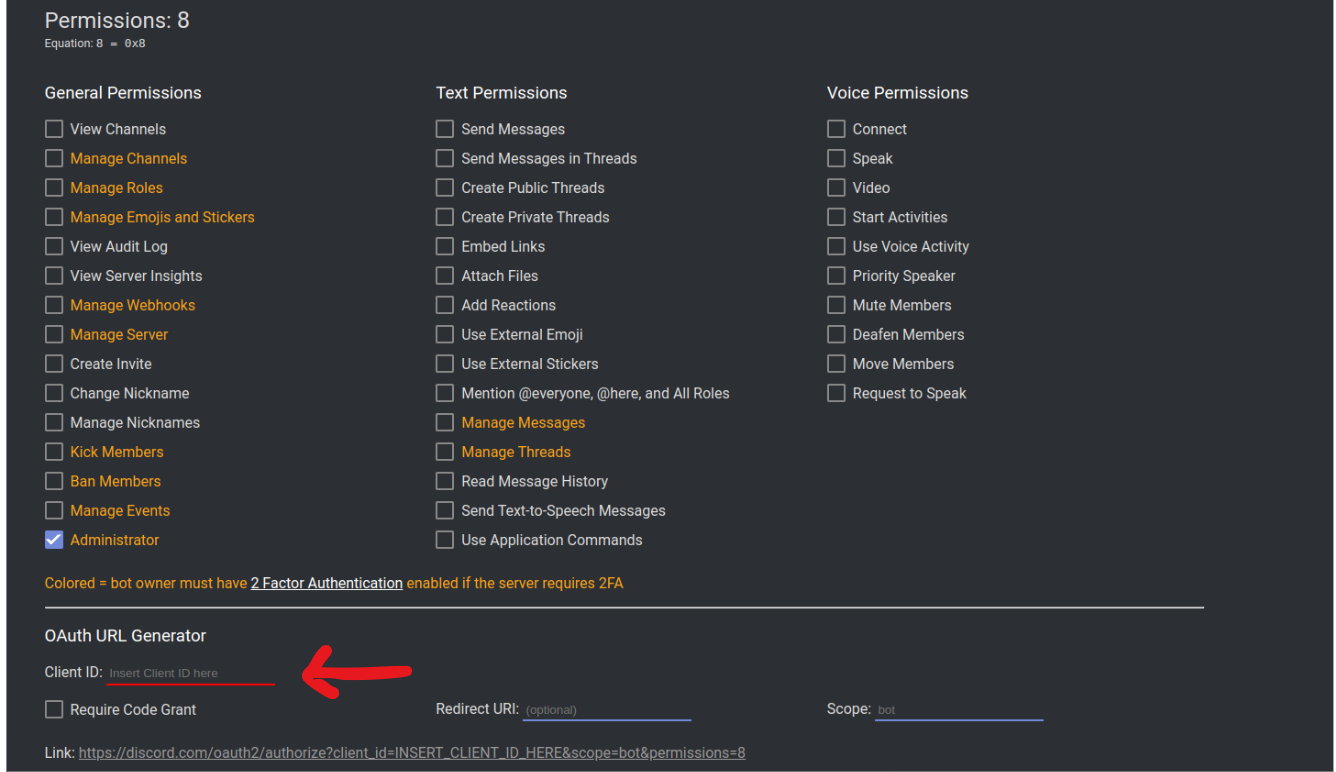 Permissions: 8
Equation: 8 = 0x8
General Permissions
View Channels
Manage Channels
Manage Roles
Manage Emojis and Stickers
View Audit Log
View Server Insights
Manage Webhooks
Manage Server
Create Invite
Change Nickname
Manage Nicknames
Kick Members
Ban Members
Manage Events
Administrator
Text Permissions
Send Messages
Send Messages in Threads
Create Public Threads
Create Private Threads
Embed Links
Attach Files
Add Reactions
Use External Emoji
Use External Stickers
Mention @everyone, @here, and All Roles
Manage Messages
Manage Threads
Read Message History
Send Text-to-Speech Messages
Use Application Commands
Voice Permissions
Connect
Speak
Video
Start Activities
Use Voice Activity
Priority Speaker
Mute Members
Deafen Members
Move Members
Request to Speak
Colored = bot owner must have 2 Factor Authentication enabled if the server requires 2FA
OAuth URL Generator
Client ID: Insert Client ID here
Require Code Grant
Redirect URI: (optional)
Scope: bot
Link: https://discord.com/oauth2/authorize?client_id=INSERT_CLIENT_ID_HERE&scope=bot&permissions=8